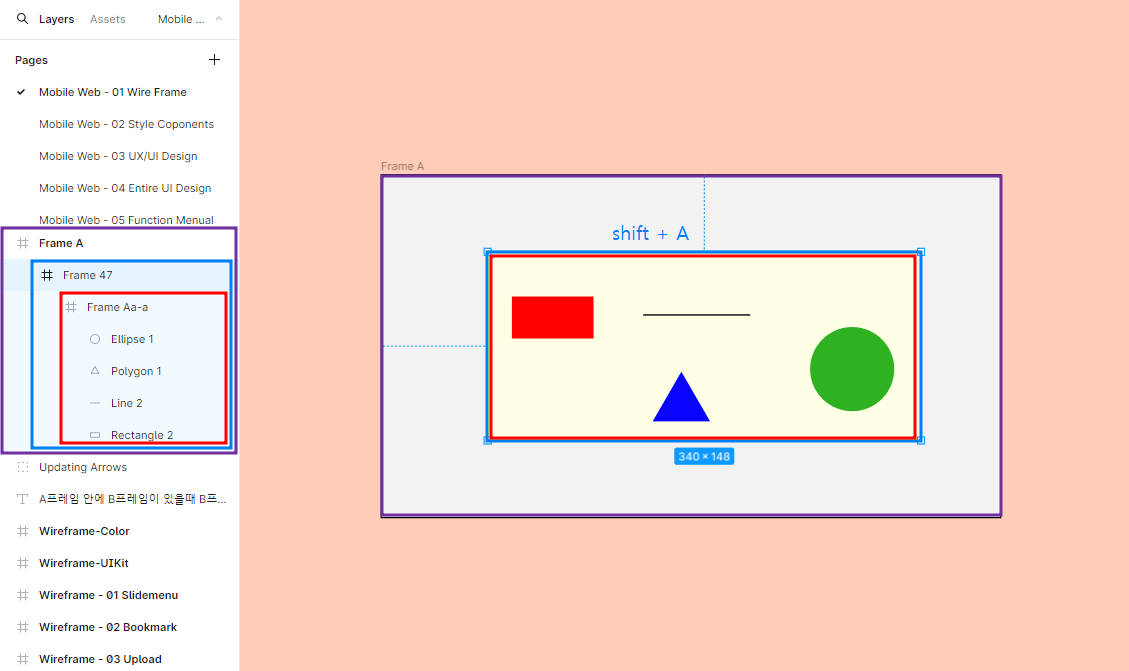 Layers Assets Mobile ...
Pages
Mobile Web - 01 Wire Frame
Mobile Web - 02 Style Coponents
Mobile Web - 03 UX/UI Design
Mobile Web - 04 Entire UI Design
Mobile Web - 05 Function Menual
Frame A
Frame 47
Frame Aa-a
Ellipse 1
Polygon 1
Line 2
Rectangle 2
Updating Arrows
A프레임 안에 B프레임이 있을때 B프...
Wireframe-Color
Wireframe-UIKit
Wireframe - 01 Slidemenu
Wireframe - 02 Bookmark
Wireframe - 03 Upload
Frame A
shift + A
340 × 148